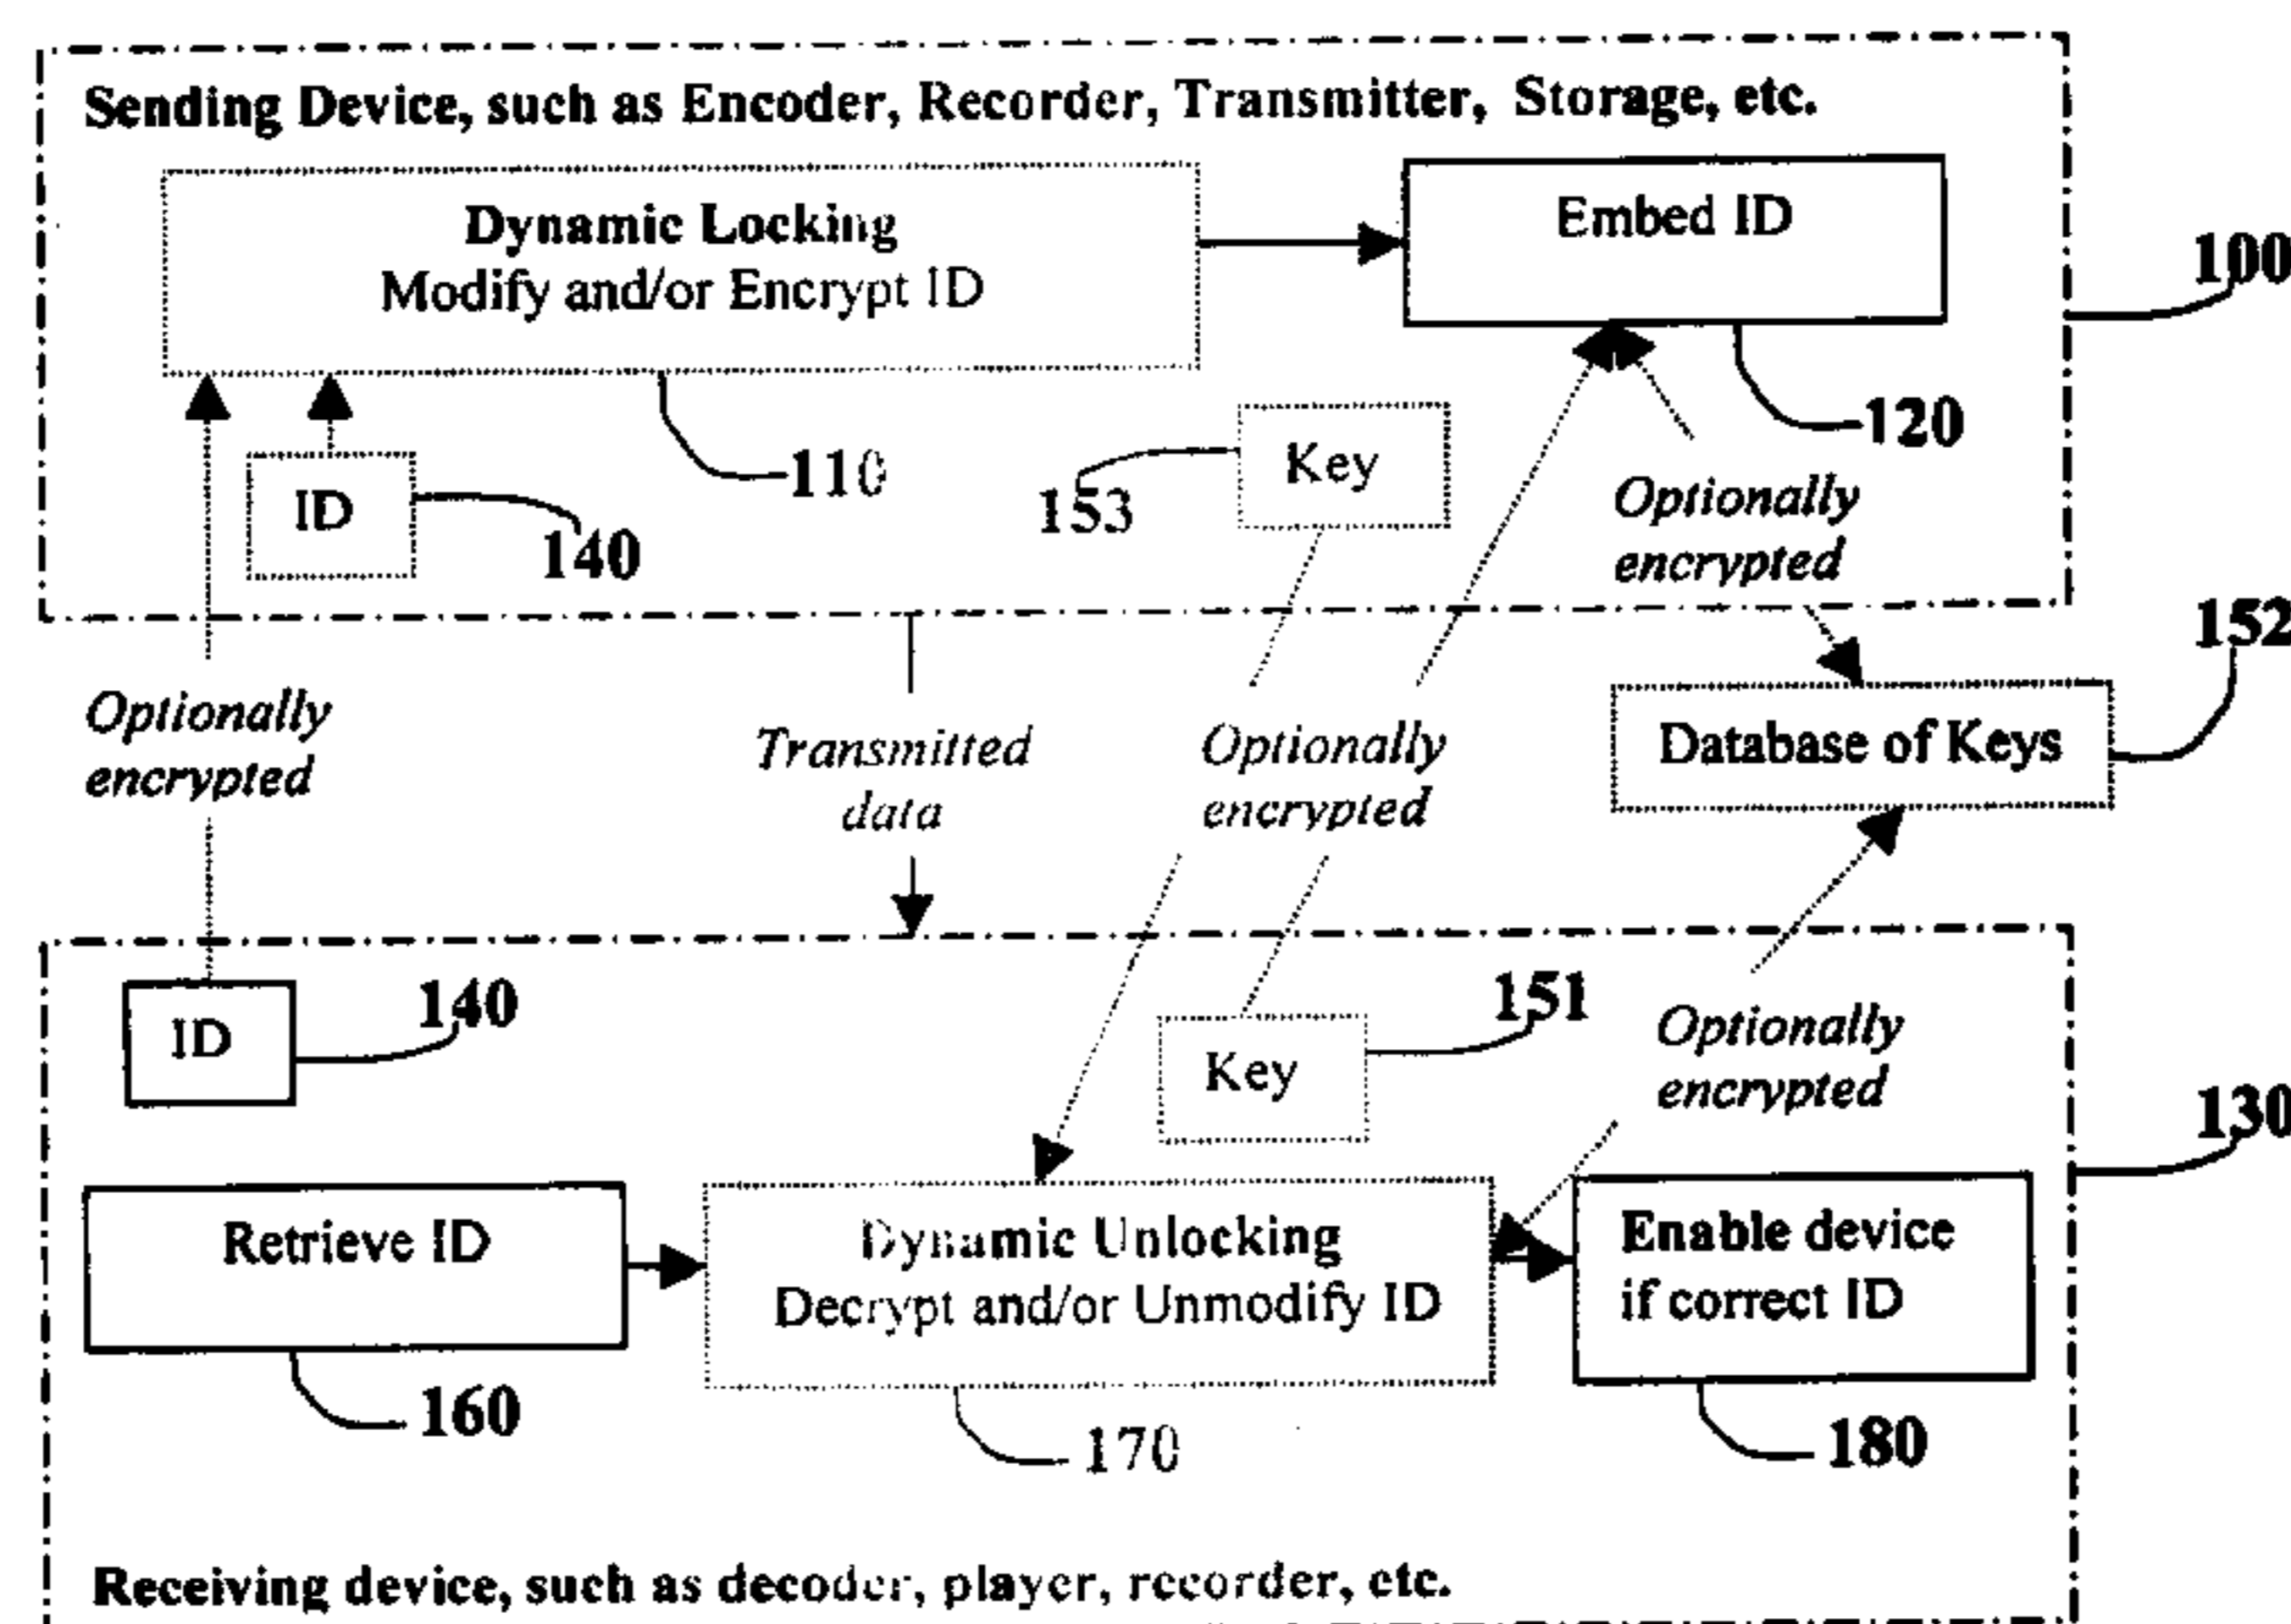 Sending Device, such as Encoder, Recorder, Transmitter, Storage, etc.
Dynamic Locking
Modify and/or Encrypt ID
Embed ID
100
ID
140
110
153
Key
120
Optionally
encrypted
152
Optionally
encrypted
Transmitted
data
Optionally
encrypted
Database of Keys
ID
140
Key
151
Optionally
encrypted
130
Retrieve ID
Dynamic Unlocking
Decrypt and/or Unmodify ID
Enable device
if correct ID
160
170
180
Receiving device, such as decoder, player, recorder, etc.